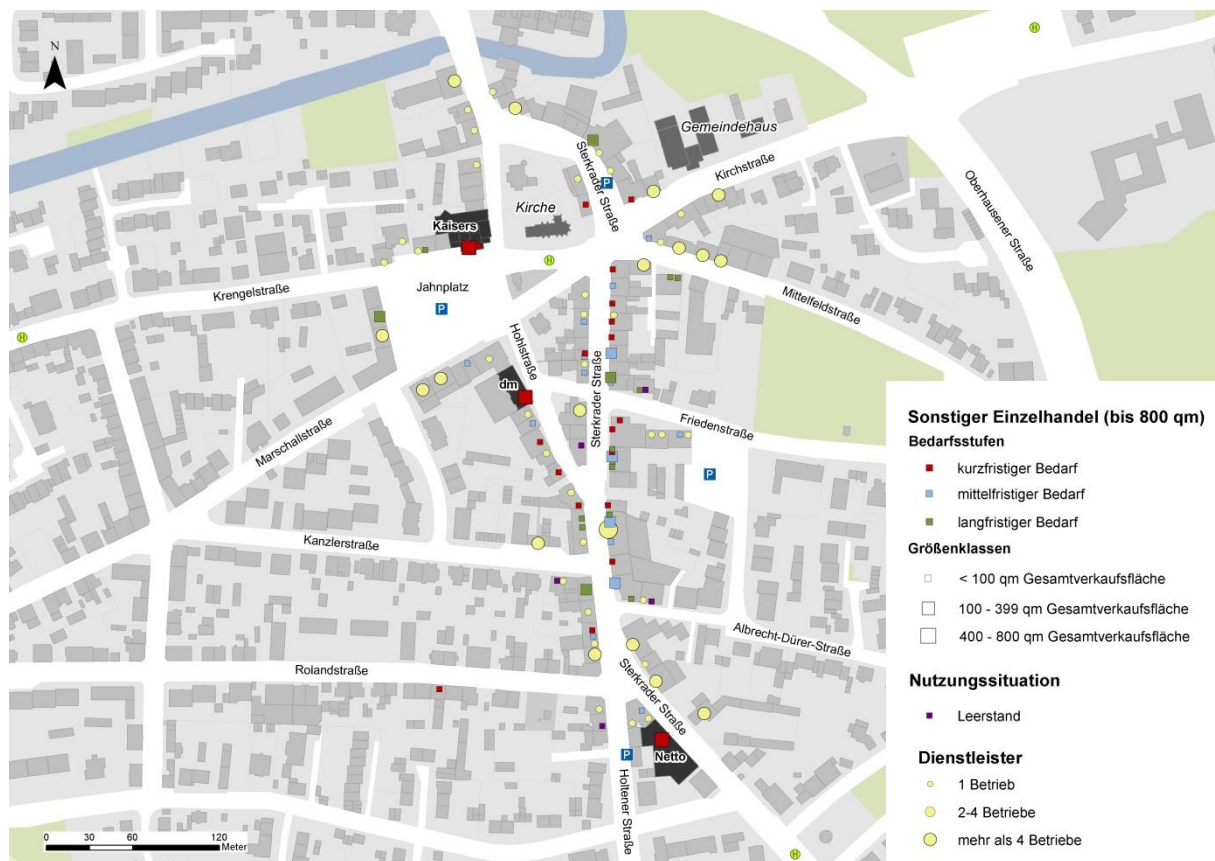 H
N
Gemeindehaus
Kirchstraße
Sterkrader Straße
P
Oberhausener Straße
Kaisers
Kirche
H
Krengelstraße
Jahnplatz
P
Mittelfeldstraße
H
Hohlstraße
dm
Sterkrader Straße
Friedenstraße
Marschallstraße
P
Kanzlerstraße
Albrecht-Dürer-Straße
Rolandstraße
Sterkrader Straße
Netto
P
Holtener Straße
H
0 30 60 120
Meter
Sonstiger Einzelhandel (bis 800 qm)
Bedarfsstufen
kurzfristiger Bedarf
mittelfristiger Bedarf
langfristiger Bedarf
Größenklassen
< 100 qm Gesamtverkaufsfläche
100 - 399 qm Gesamtverkaufsfläche
400 - 800 qm Gesamtverkaufsfläche
Nutzungssituation
Leerstand
Dienstleister
1 Betrieb
2-4 Betriebe
mehr als 4 Betriebe